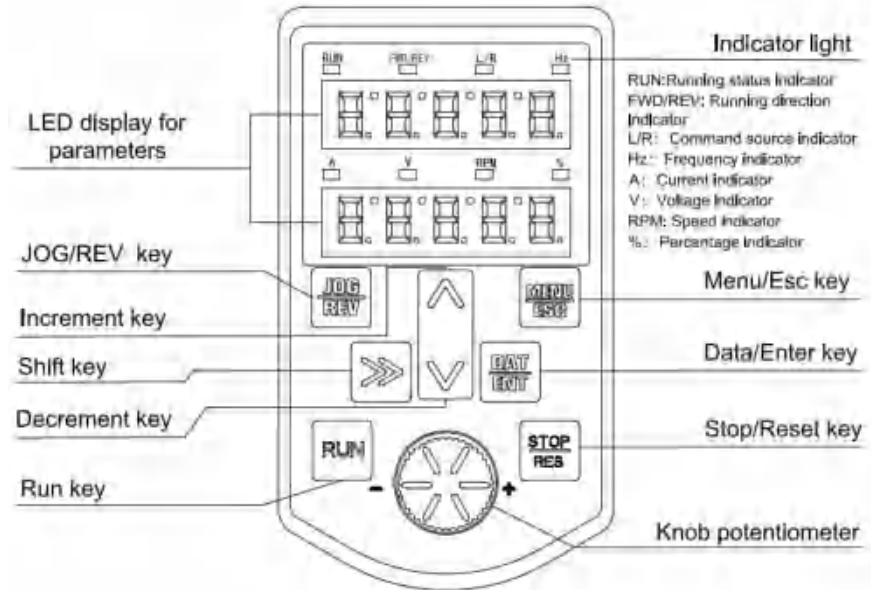 Indicator light
RUN
FWD/REV
L/R
Hz
RUN:Running status Indicator
FWD/REV: Running direction
Indicator
L/R: Command source indicator
Hz: Frequency indicator
A: Current indicator
V: Voltage Indicator
RPM: Speed Indicator
%: Percentage Indicator
LED display for
parameters
A
V
RPM
%
JOG/REV key
JOG
REV
MENU
ESC
Menu/Esc key
Increment key
Shift key
DAT
ENT
Data/Enter key
Decrement key
RUN
STOP
RES
Stop/Reset key
Run key
-
+
Knob potentiometer